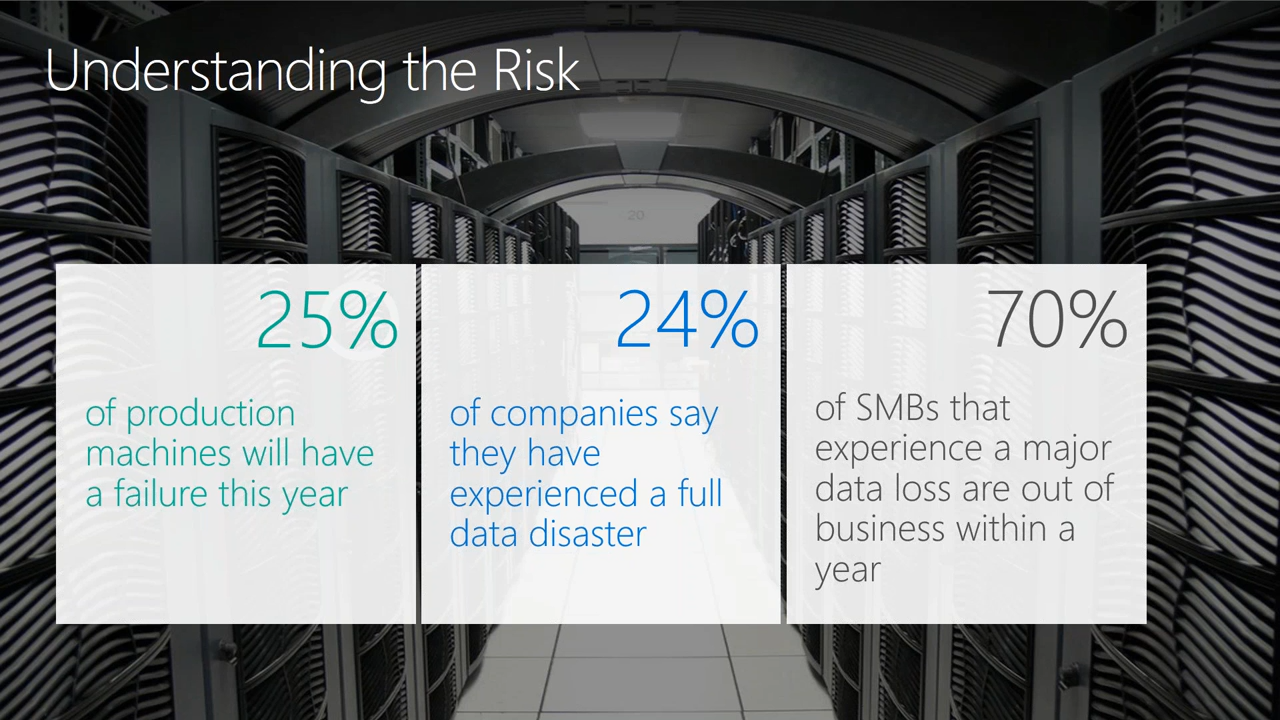 Understanding the Risk
20
25%
of production
machines will have
a failure this year
24%
of companies say
they have
experienced a full
data disaster
70%
of SMBs that
experience a major
data loss are out of
business within a
year